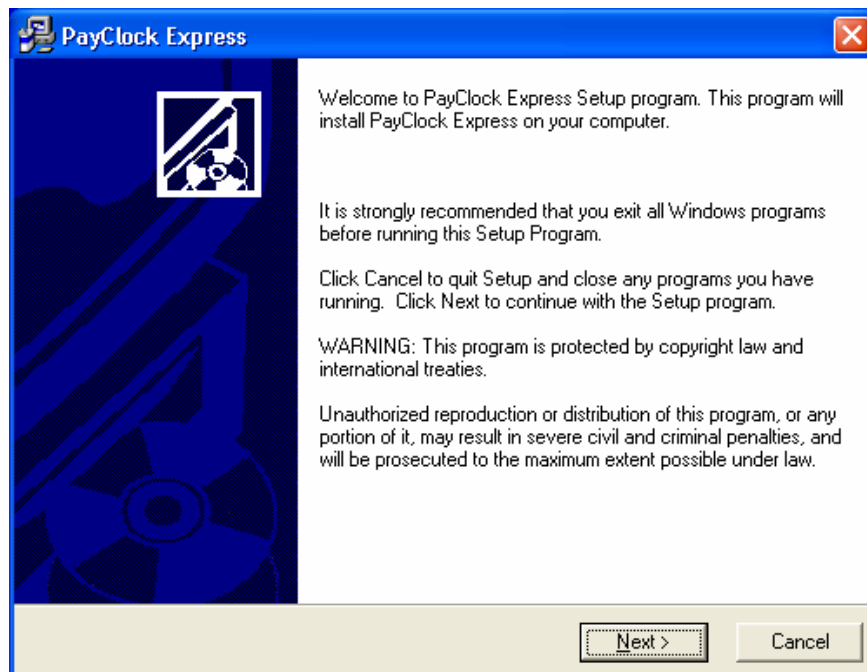 PayClock Express
Welcome to PayClock Express Setup program. This program will
install PayClock Express on your computer.
It is strongly recommended that you exit all Windows programs
before running this Setup Program.
Click Cancel to quit Setup and close any programs you have
running.  Click Next to continue with the Setup program.
WARNING: This program is protected by copyright law and
international treaties.
Unauthorized reproduction or distribution of this program, or any
portion of it, may result in severe civil and criminal penalties, and
will be prosecuted to the maximum extent possible under law.
Next >
Cancel